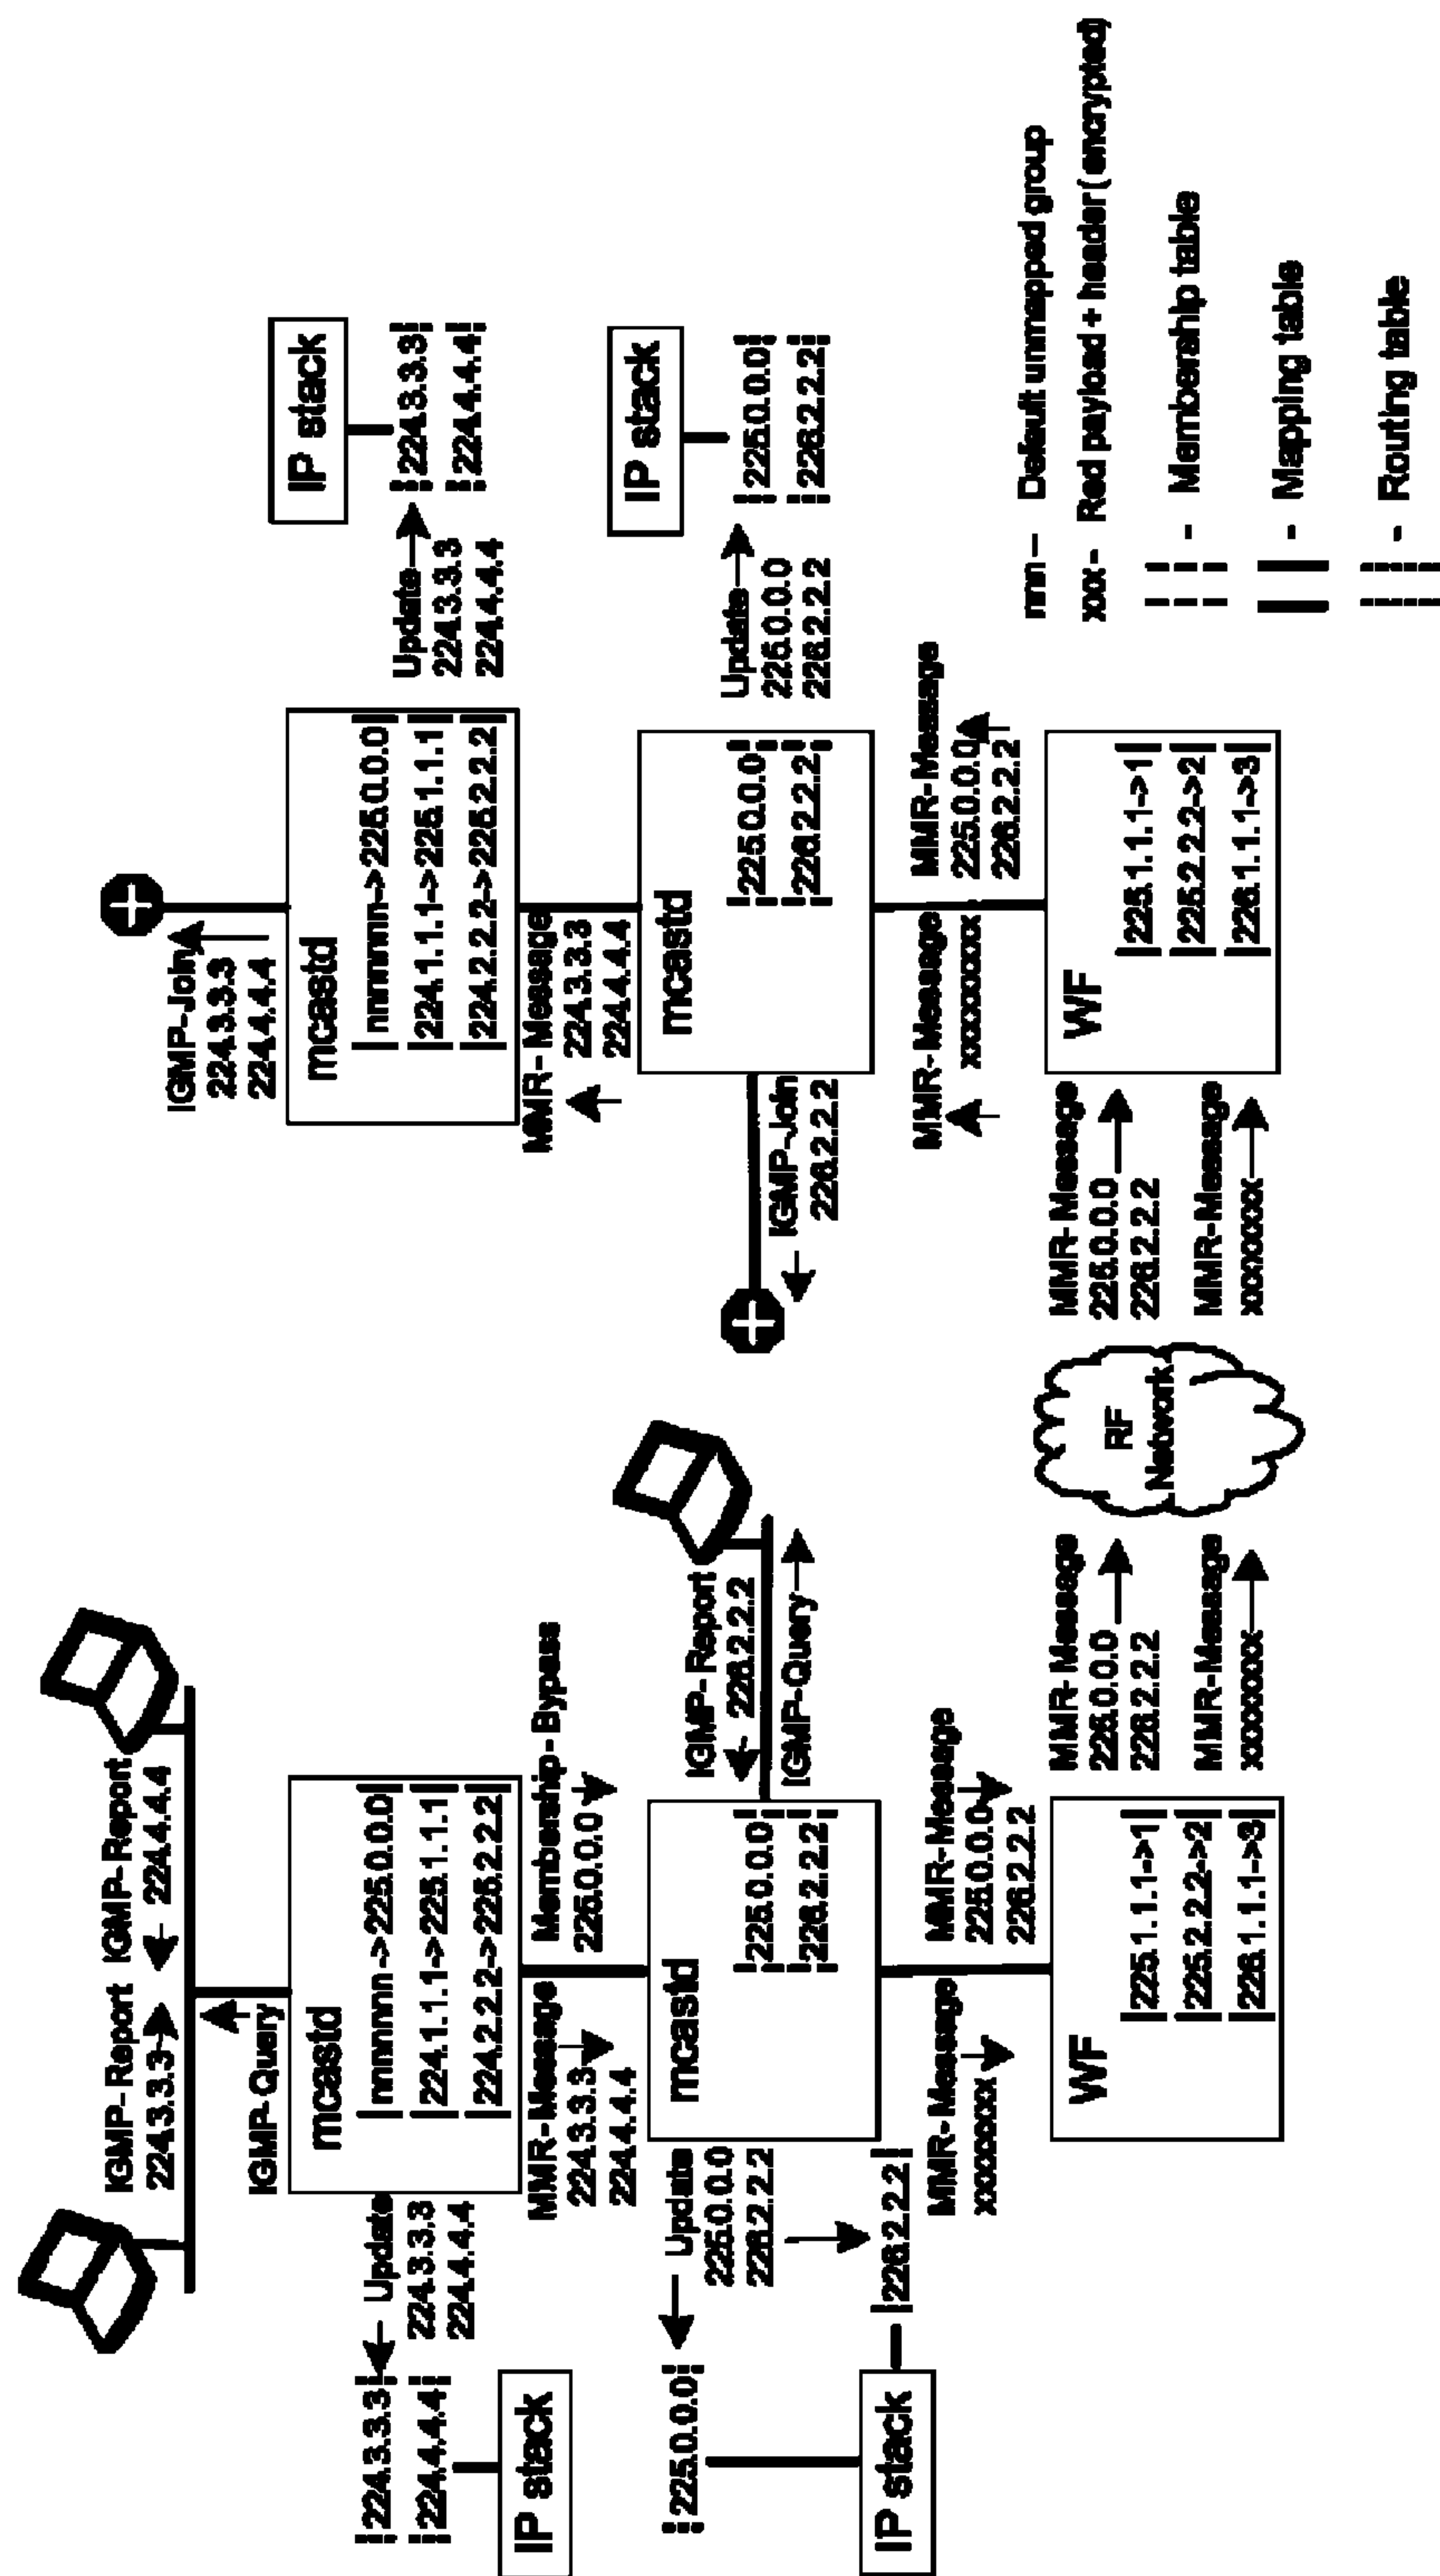 IGMP-Report
224.3.3.3
IGMP-Report
224.4.4.4
IGMP-Query
mcastd
|nnnnnn->225.0.0.0|
|224.1.1.1->225.1.1.1|
|224.2.2.2->225.2.2.2|
Update
224.3.3.3
224.4.4.4
224.3.3.3
224.4.4.4
IP stack
MMR-Message
224.3.3.3
224.4.4.4
Membership-Bypass
225.0.0.0
mcastd
225.0.0.0
226.2.2.2
Update
225.0.0.0
226.2.2.2
225.0.0.0
|226.2.2.2|
IP stack
IGMP-Report
226.2.2.2
IGMP-Query
MMR-Message
xxxxxxxx
MMR-Message
225.0.0.0
226.2.2.2
WF
|225.1.1.1->1|
|225.2.2.2->2|
|226.1.1.1->3|
MMR-Message
225.0.0.0
226.2.2.2
MMR-Message
xxxxxxxx
RF
Network
MMR-Message
225.0.0.0
226.2.2.2
MMR-Message
xxxxxxxx
IGMP-Join
224.3.3.3
224.4.4.4
mcastd
|nnnnnnn->225.0.0.0|
|224.1.1.1->225.1.1.1|
|224.2.2.2->225.2.2.2|
Update
224.3.3.3
224.4.4.4
IP stack
224.3.3.3
224.4.4.4
MMR-Message
224.3.3.3
224.4.4.4
mcastd
225.0.0.0
226.2.2.2
IGMP-Join
226.2.2.2
Update
225.0.0.0
226.2.2.2
IP stack
225.0.0.0
226.2.2.2
MMR-Message
xxxxxxxx
MMR-Message
225.0.0.0
226.2.2.2
WF
|225.1.1.1->1|
|225.2.2.2->2|
|226.1.1.1->3|
nnn - Default unmapped group
xxx - Red payload + header(encrypted)
- Membership table
- Mapping table
- Routing table